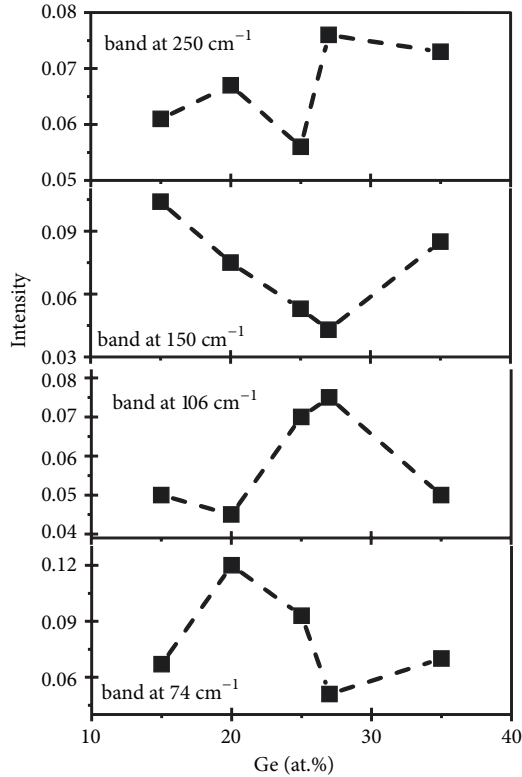 0.08
0.07
band at 250 cm⁻¹
0.06
0.05
0.09
0.06
band at 150 cm⁻¹
0.03
0.08
band at 106 cm⁻¹
0.07
0.06
0.05
0.04
0.12
0.09
0.06
band at 74 cm⁻¹
10 20 30 40
Ge (at.%)
Intensity